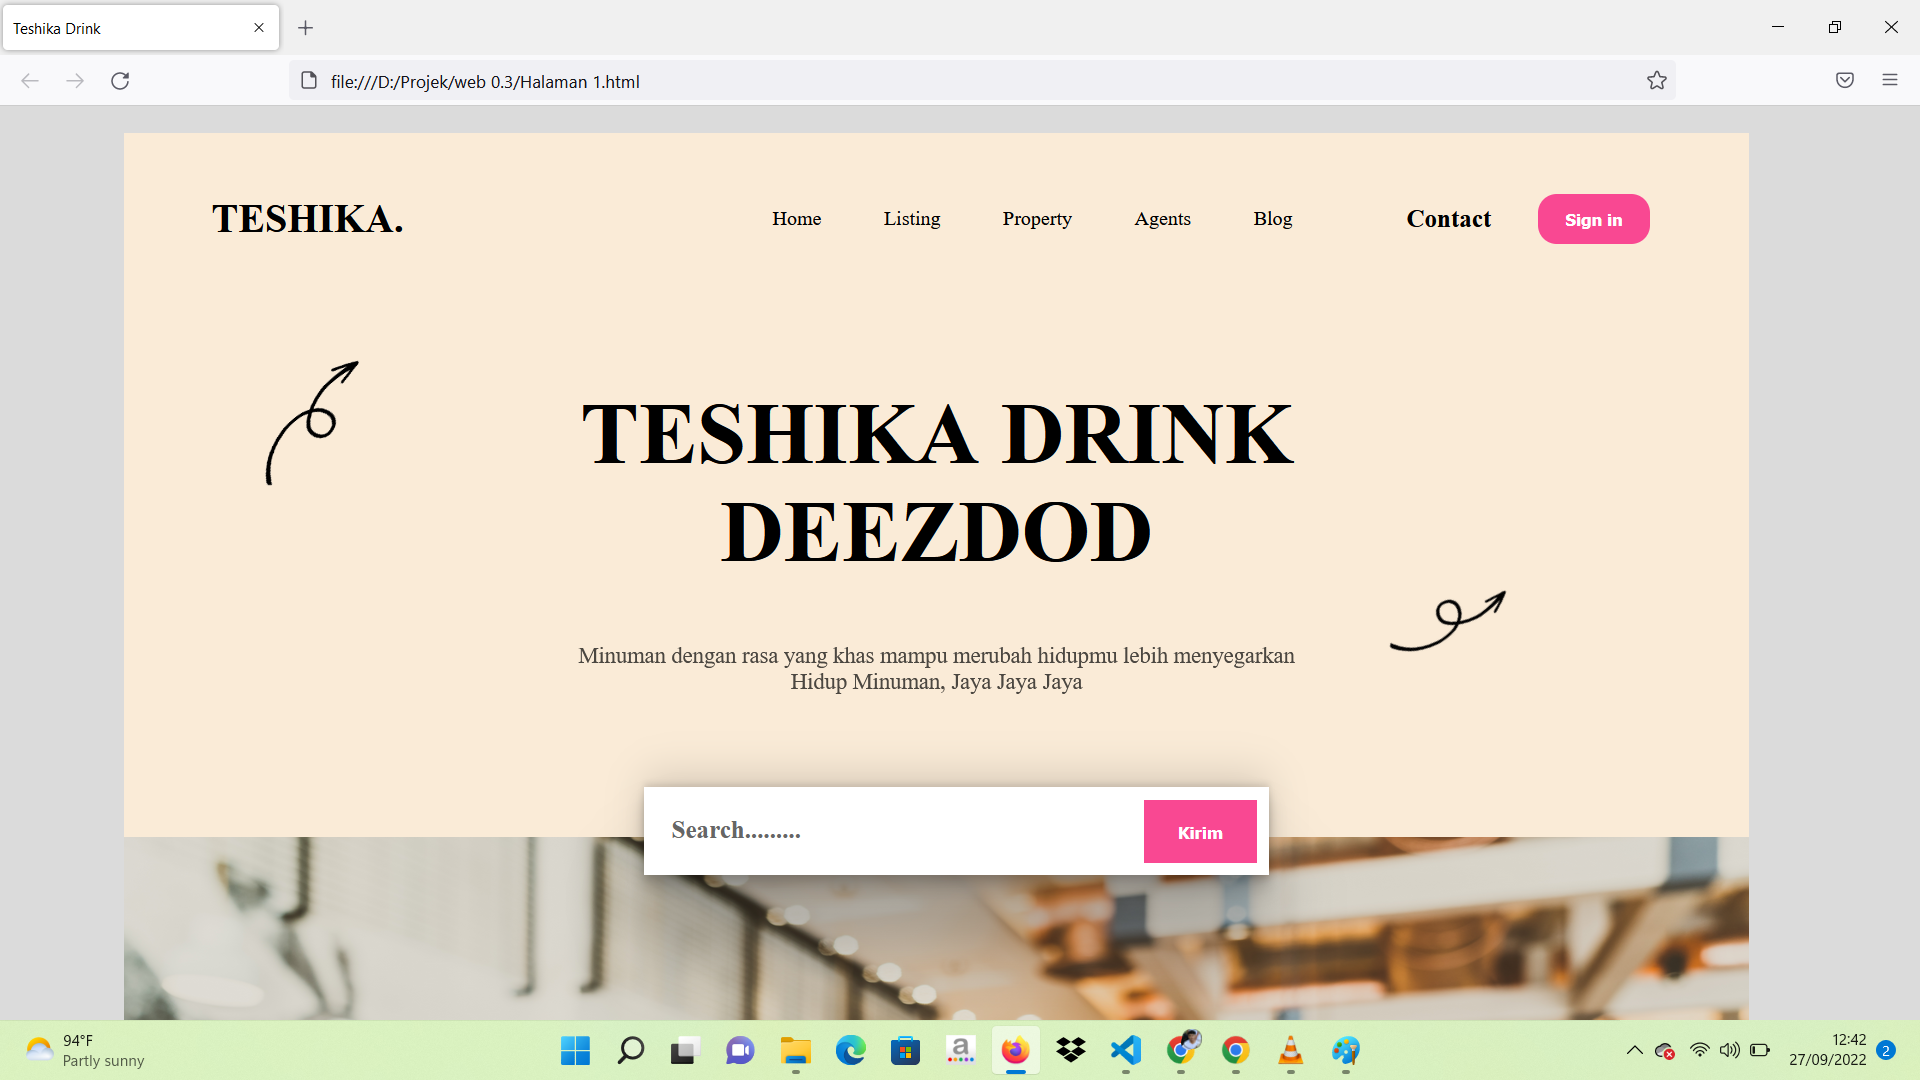 Teshika Drink
file:///D:/Projek/web 0.3/Halaman 1.html
TESHIKA.
Home
Listing
Property
Agents
Blog
Contact
Sign in
TESHIKA DRINK
DEEZDOD
Minuman dengan rasa yang khas mampu merubah hidupmu lebih menyegarkan
Hidup Minuman, Jaya Jaya Jaya
Search.........
Kirim
94°F
Partly sunny
a
12:42
27/09/2022
2